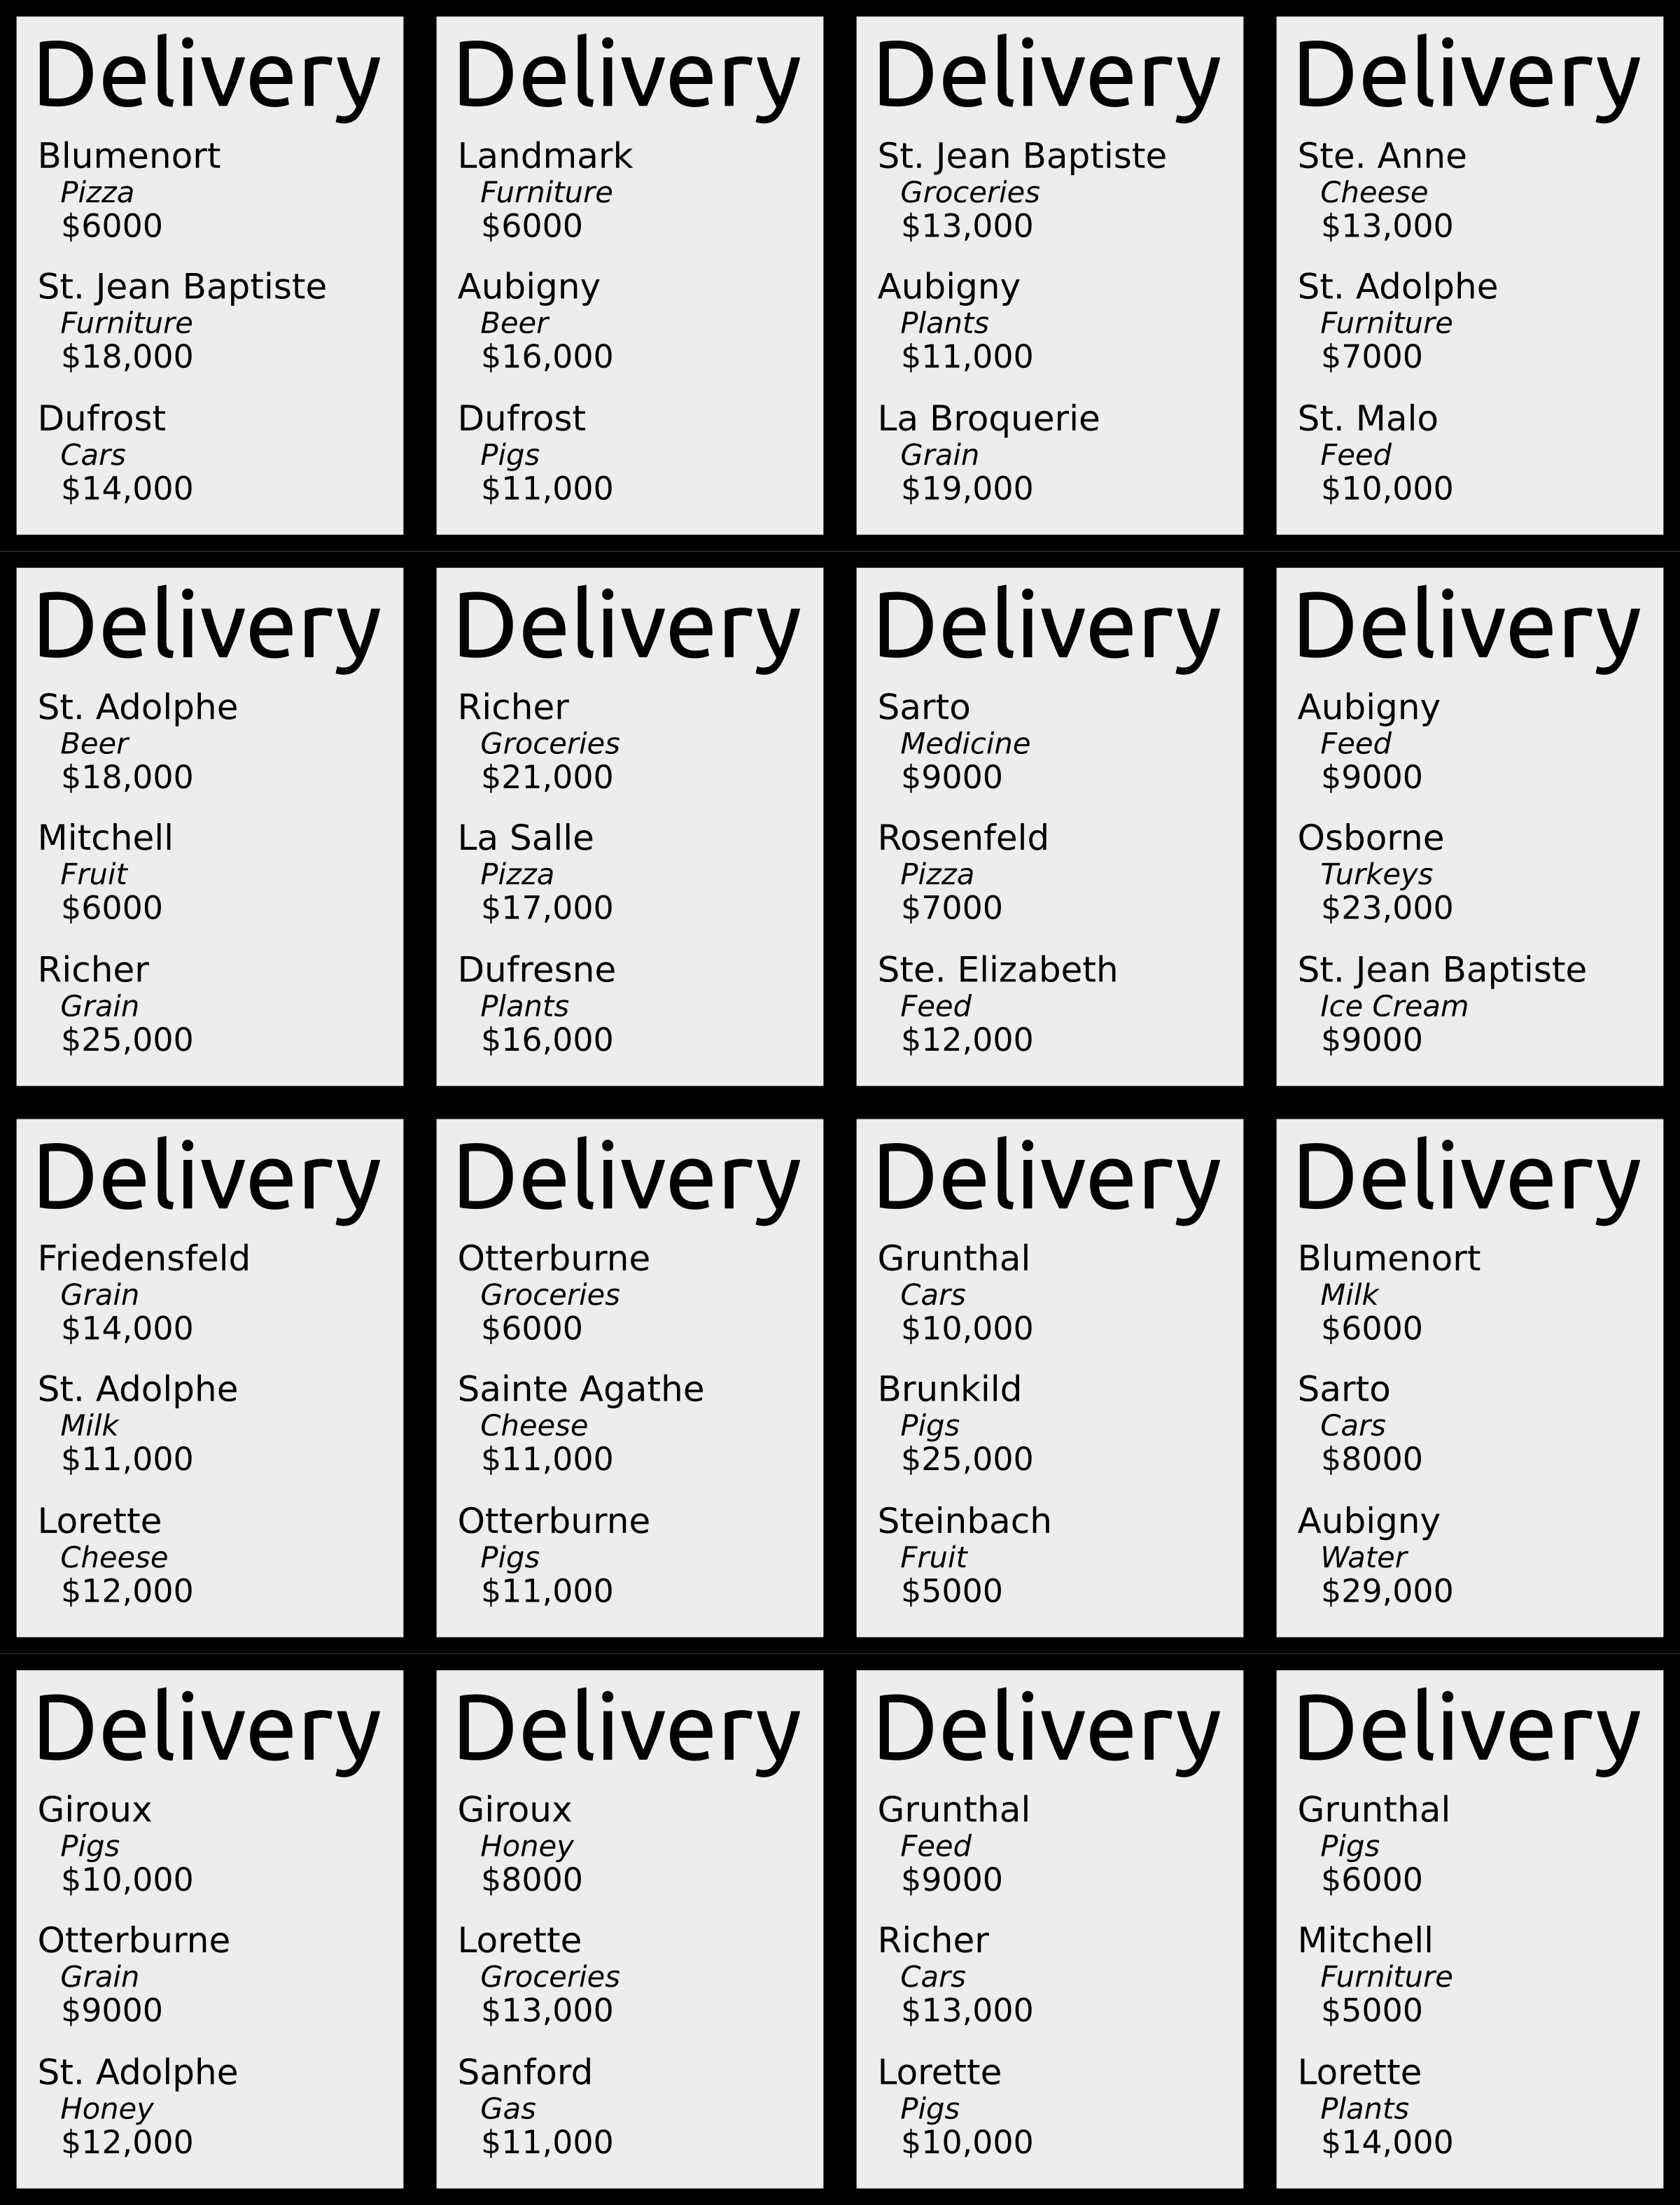 Delivery
Blumenort
Pizza
$6000
St. Jean Baptiste
Furniture
$18,000
Dufrost
Cars
$14,000
Delivery
Landmark
Furniture
$6000
Aubigny
Beer
$16,000
Dufrost
Pigs
$11,000
Delivery
St. Jean Baptiste
Groceries
$13,000
Aubigny
Plants
$11,000
La Broquerie
Grain
$19,000
Delivery
Ste. Anne
Cheese
$13,000
St. Adolphe
Furniture
$7000
St. Malo
Feed
$10,000
Delivery
St. Adolphe
Beer
$18,000
Mitchell
Fruit
$6000
Richer
Grain
$25,000
Delivery
Richer
Groceries
$21,000
La Salle
Pizza
$17,000
Dufresne
Plants
$16,000
Delivery
Sarto
Medicine
$9000
Rosenfeld
Pizza
$7000
Ste. Elizabeth
Feed
$12,000
Delivery
Aubigny
Feed
$9000
Osborne
Turkeys
$23,000
St. Jean Baptiste
Ice Cream
$9000
Delivery
Friedensfeld
Grain
$14,000
St. Adolphe
Milk
$11,000
Lorette
Cheese
$12,000
Delivery
Otterburne
Groceries
$6000
Sainte Agathe
Cheese
$11,000
Otterburne
Pigs
$11,000
Delivery
Grunthal
Cars
$10,000
Brunkild
Pigs
$25,000
Steinbach
Fruit
$5000
Delivery
Blumenort
Milk
$6000
Sarto
Cars
$8000
Aubigny
Water
$29,000
Delivery
Giroux
Pigs
$10,000
Otterburne
Grain
$9000
St. Adolphe
Honey
$12,000
Delivery
Giroux
Honey
$8000
Lorette
Groceries
$13,000
Sanford
Gas
$11,000
Delivery
Grunthal
Feed
$9000
Richer
Cars
$13,000
Lorette
Pigs
$10,000
Delivery
Grunthal
Pigs
$6000
Mitchell
Furniture
$5000
Lorette
Plants
$14,000